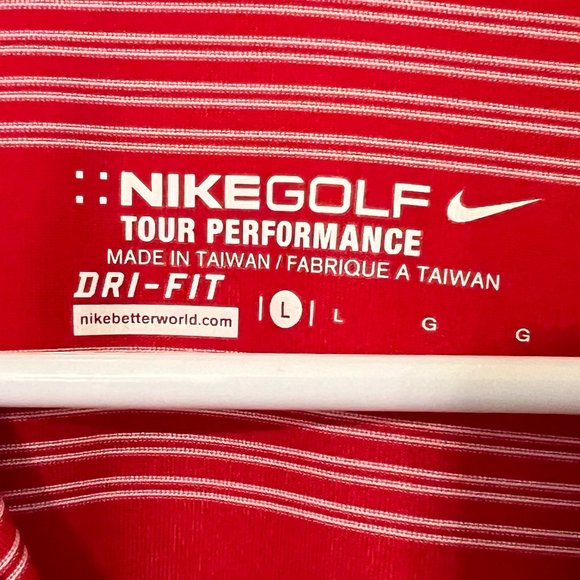 NIKEGOLF
TOUR PERFORMANCE
MADE IN TAIWAN / FABRIQUE A TAIWAN
DRI-FIT
nikebetterworld.com
|L| L G G